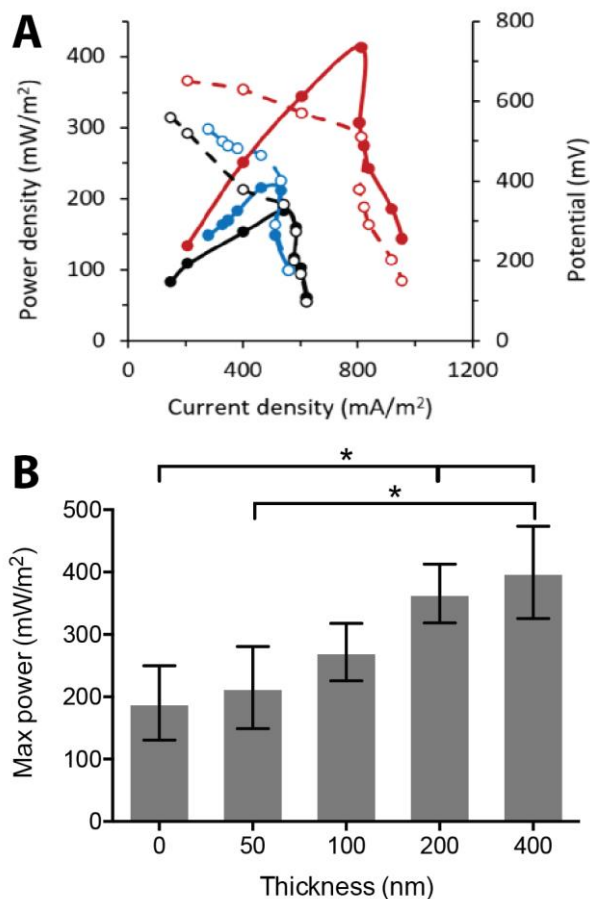 A
Power density (mW/m²)
400
300
200
100
0
800
600
400
200
0
Potential (mV)
0 400 800 1200
Current density (mA/m²)
B
*
*
Max power (mW/m²)
500
400
300
200
100
0
0 50 100 200 400
Thickness (nm)